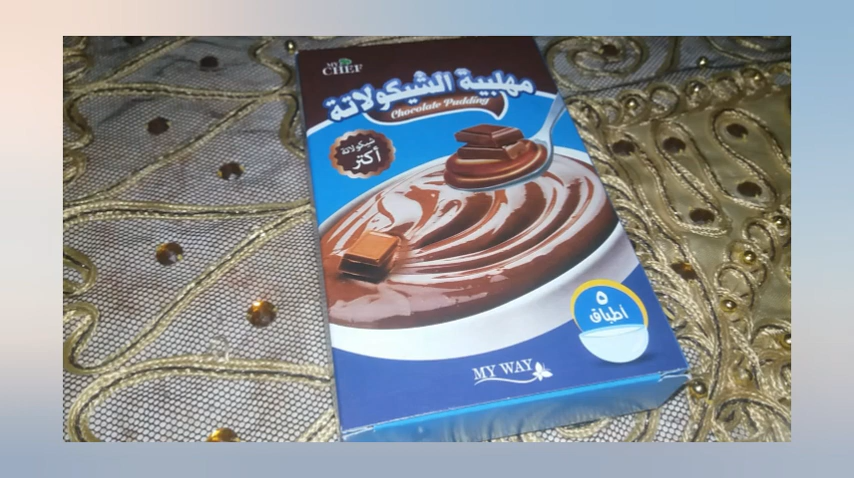 MY
CHEF
مهلبية الشيكولاتة
Chocolate Pudding
شيكولاتة
أكتر
٥
أطباق
MY WAY